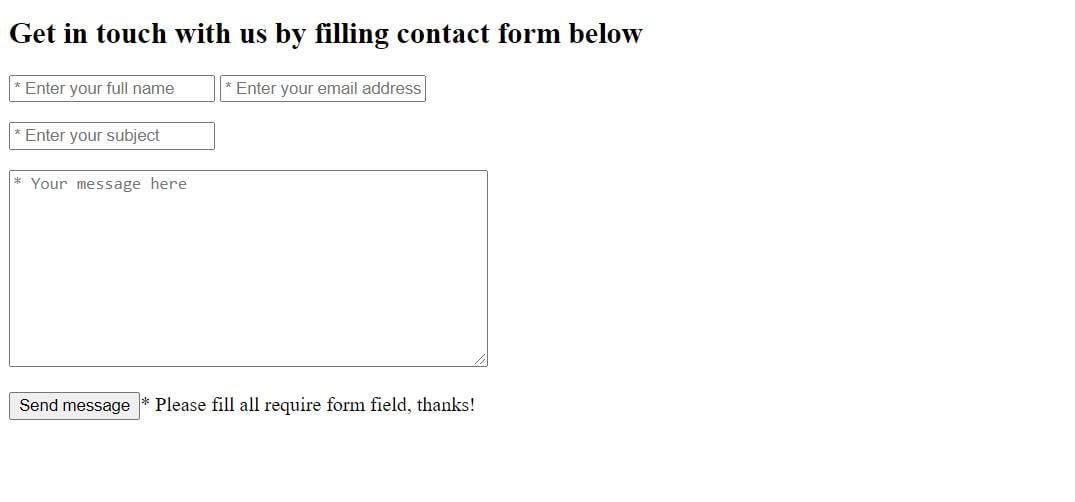 Get in touch with us by filling contact form below
* Enter your full name * Enter your email address
* Enter your subject
* Your message here
Send message* Please fill all require form field, thanks!